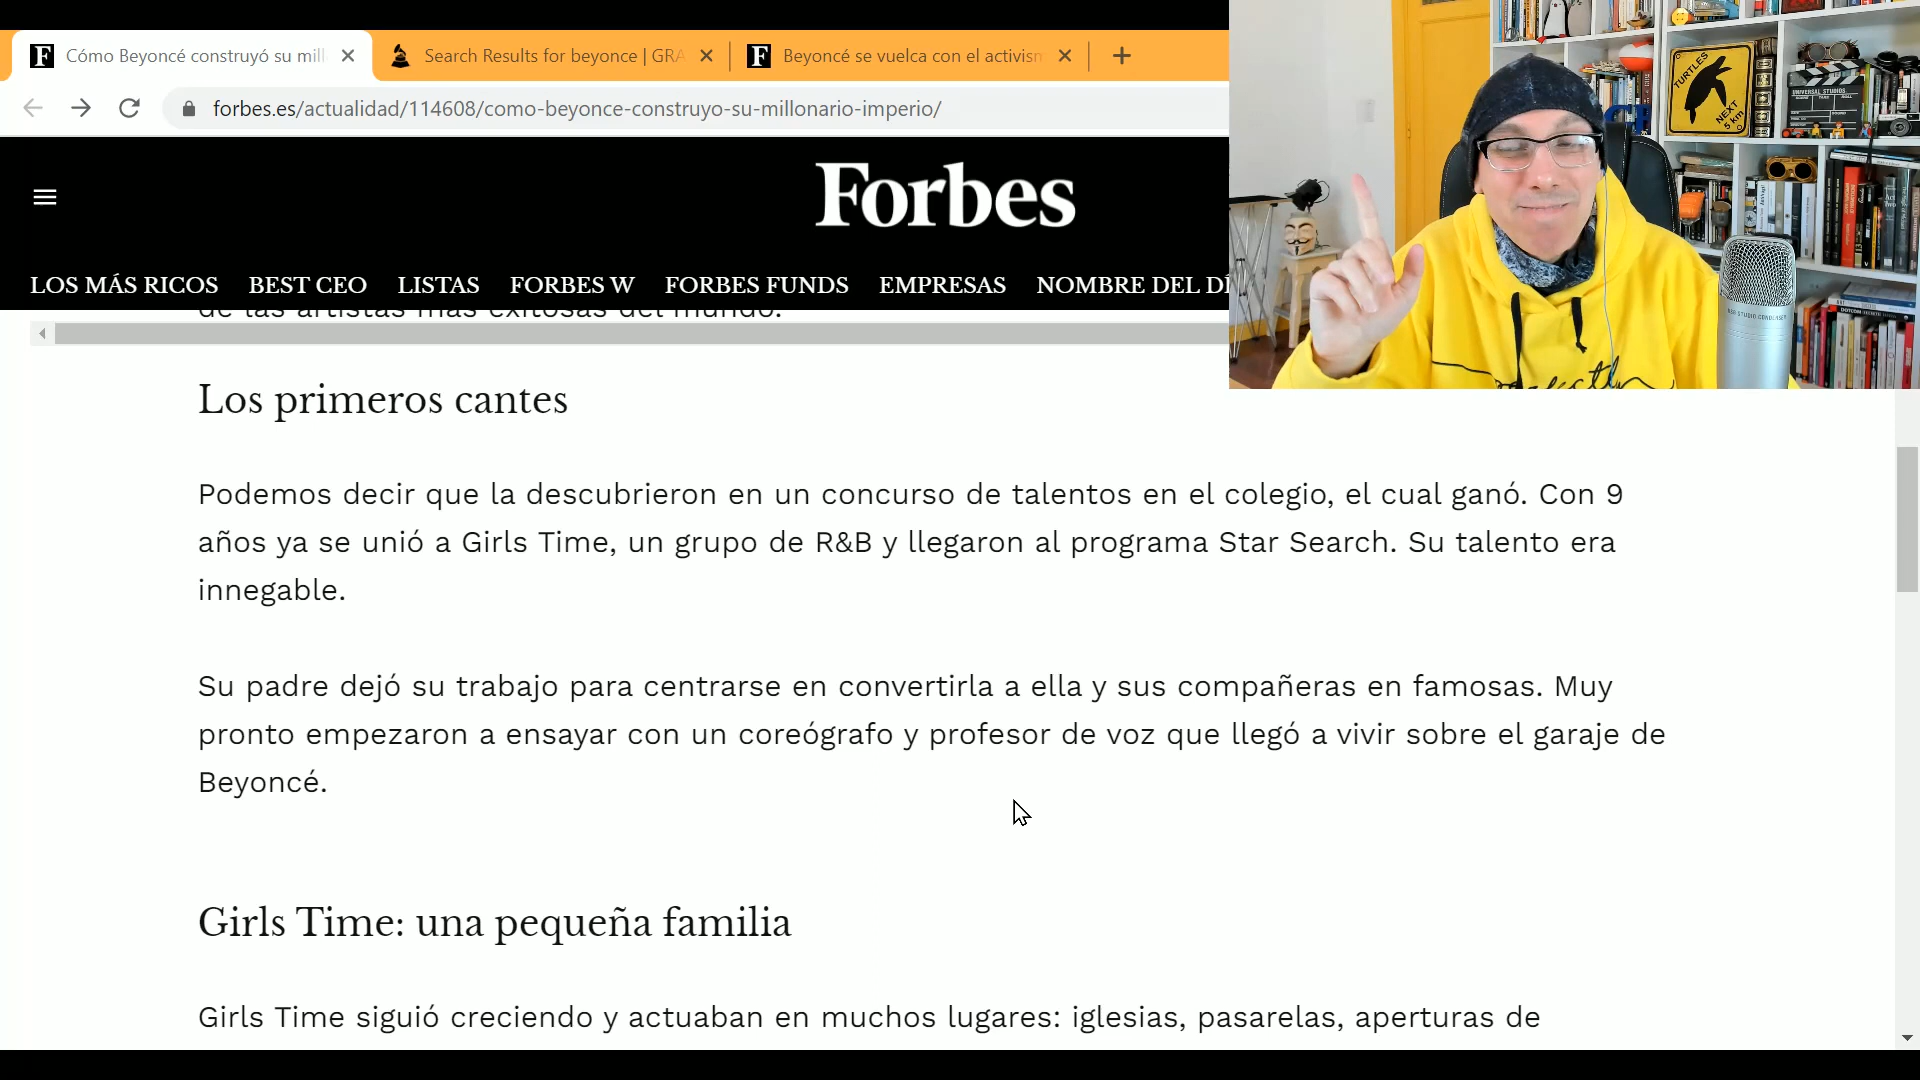 Cómo Beyoncé construyó su mill
Search Results for beyonce | GRA
Beyoncé se vuelca con el activism
forbes.es/actualidad/114608/como-beyonce-construyo-su-millonario-imperio/
Forbes
LOS MÁS RICOS BEST CEO LISTAS FORBES W FORBES FUNDS EMPRESAS NOMBRE DEL DÍ
de las artistas más exitosas del mundo.
TURTLES
NEXT
5 km
UNIVERSAL STUDIOS
Los primeros cantes
Podemos decir que la descubrieron en un concurso de talentos en el colegio, el cual ganó. Con 9
años ya se unió a Girls Time, un grupo de R&B y llegaron al programa Star Search. Su talento era
innegable.
Su padre dejó su trabajo para centrarse en convertirla a ella y sus compañeras en famosas. Muy
pronto empezaron a ensayar con un coreógrafo y profesor de voz que llegó a vivir sobre el garaje de
Beyoncé.
Girls Time: una pequeña familia
Girls Time siguió creciendo y actuaban en muchos lugares: iglesias, pasarelas, aperturas de